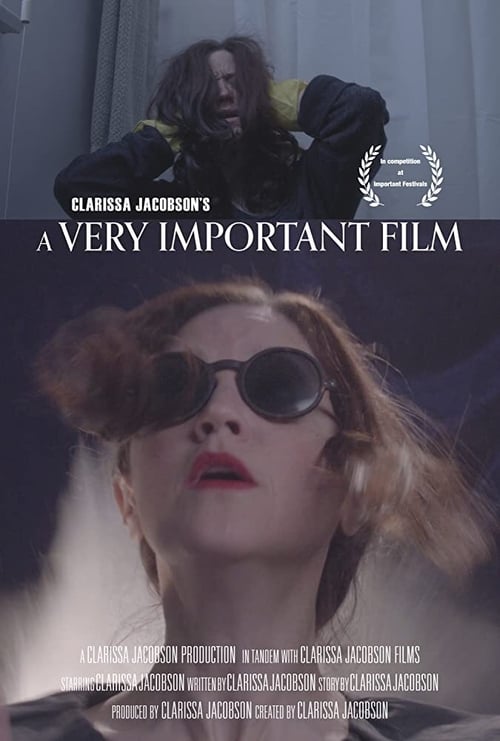 In competition
at
Important Festivals
CLARISSA JACOBSON'S
A VERY IMPORTANT FILM
A CLARISSA JACOBSON PRODUCTION IN TANDEM WITH CLARISSA JACOBSON FILMS
STARRING CLARISSA JACOBSON WRITTEN BY CLARISSA JACOBSON STORY BY CLARISSA JACOBSON
PRODUCED BY CLARISSA JACOBSON CREATED BY CLARISSA JACOBSON